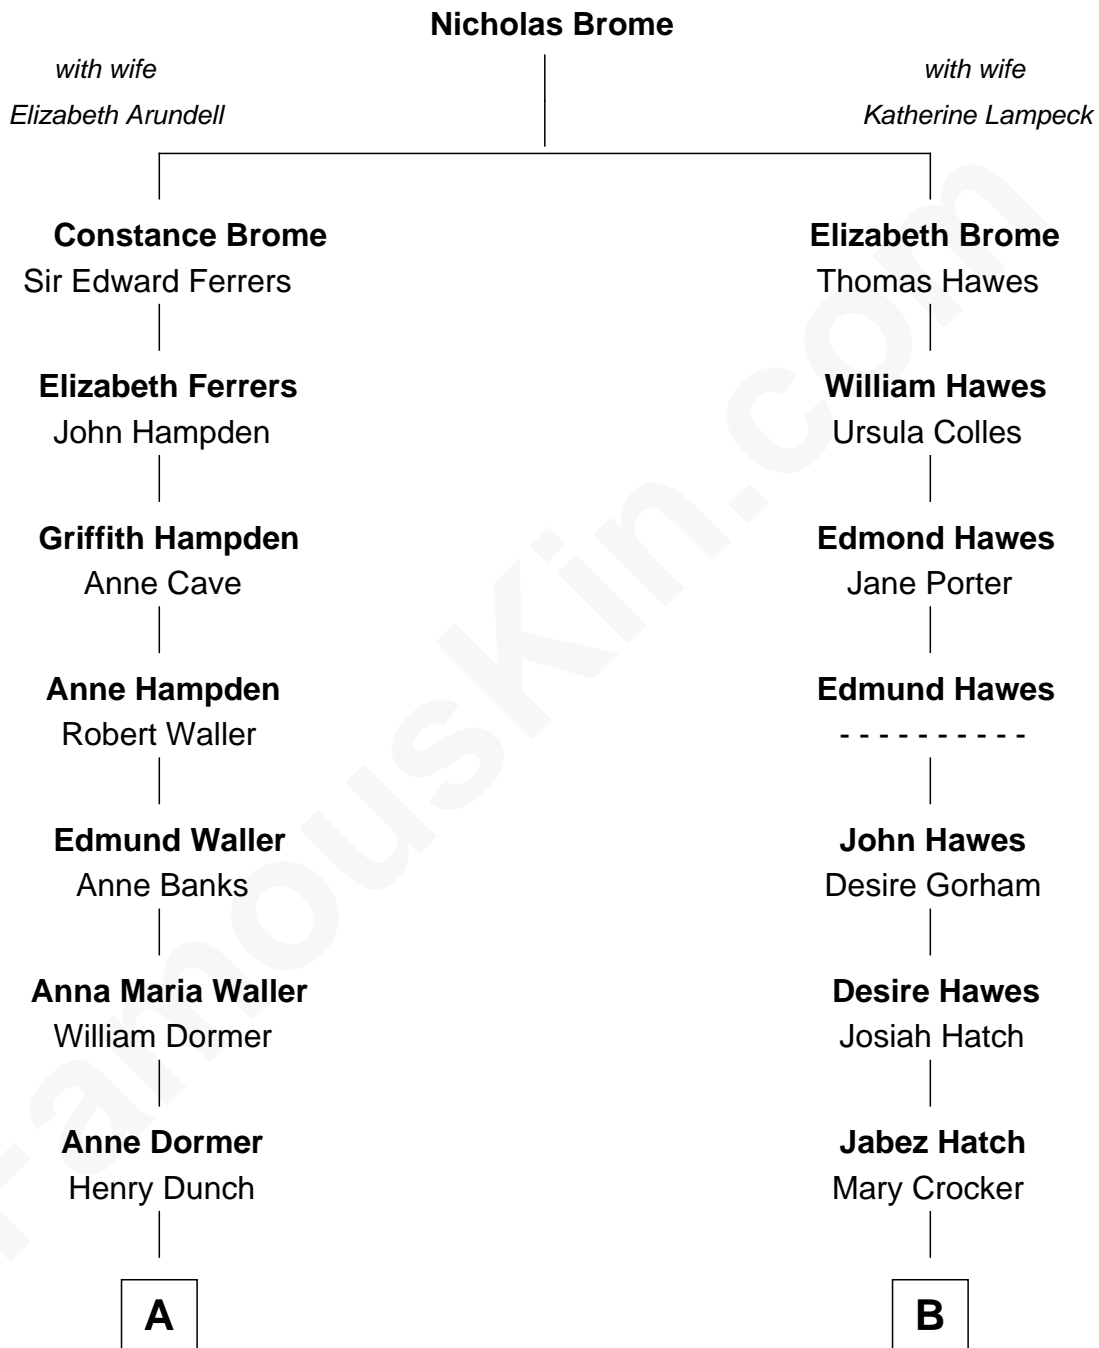 Nicholas Brome
with wife
Elizabeth Arundell
with wife
Katherine Lampeck
Constance Brome
Sir Edward Ferrers
Elizabeth Brome
Thomas Hawes
Elizabeth Ferrers
John Hampden
William Hawes
Ursula Colles
Griffith Hampden
Anne Cave
Edmond Hawes
Jane Porter
Anne Hampden
Robert Waller
Edmund Hawes
- - - - - - - - - -
Edmund Waller
Anne Banks
John Hawes
Desire Gorham
Anna Maria Waller
William Dormer
Desire Hawes
Josiah Hatch
Anne Dormer
Henry Dunch
Jabez Hatch
Mary Crocker
A
B
FamousKin.com